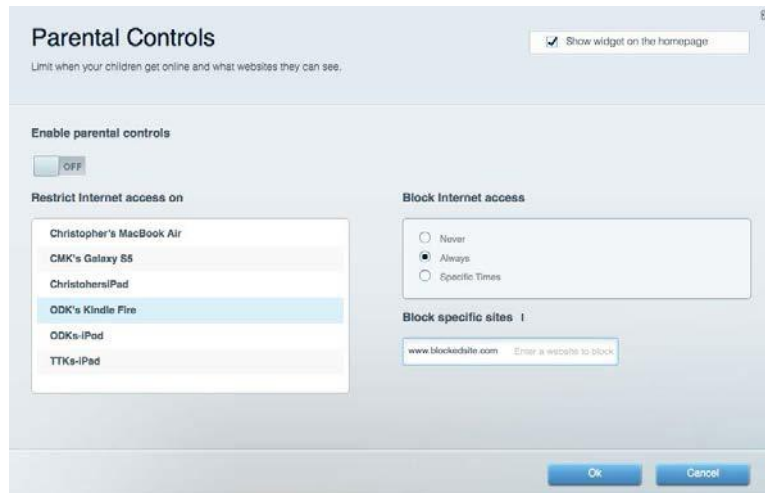 Parental Controls
Show widget on the homepage
Limit when your children get online and what websites they can see.
Enable parental controls
OFF
Restrict Internet access on
Christopher's MacBook Air
CMK's Galaxy S5
ChristohersiPad
ODK's Kindle Fire
ODKs-iPod
TTKs-iPad
Block Internet access
Never
Always
Specific Times
Block specific sites |
www.blockedsite.com Enter a website to block
Ok
Cancel